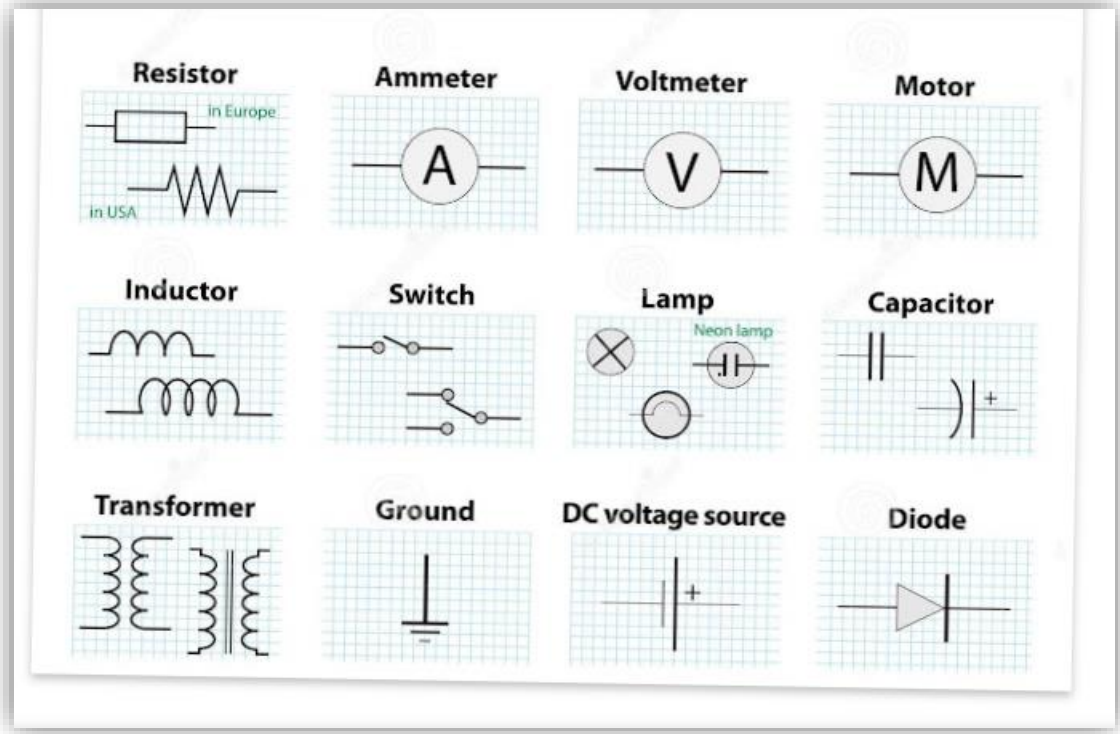 Resistor
Ammeter
Voltmeter
Motor
in Europe
in USA
A
V
M
Inductor
Switch
Lamp
Capacitor
Neon lamp
+
Transformer
Ground
DC voltage source
Diode
+